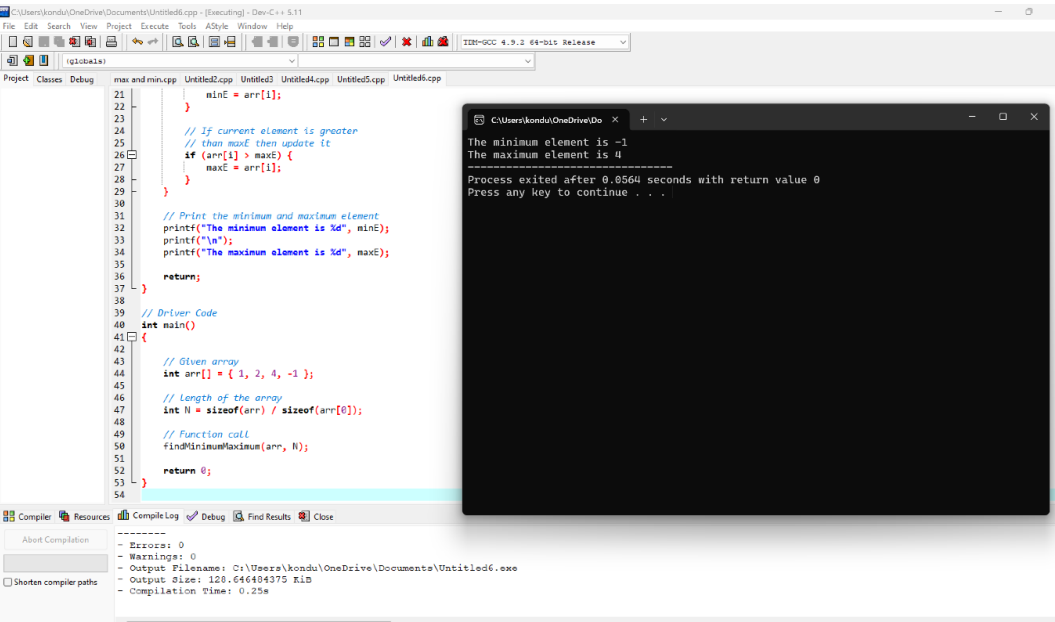 C:\Users\kondu\OneDrive\Documents\Untitled6.cpp - [Executing] - Dev-C++ 5.11
File Edit Search View Project Execute Tools AStyle Window Help
TDM-GCC 4.9.2 64-bit Release
(globals)
Project Classes Debug
max and min.cpp Untitled2.cpp Untitled3 Untitled4.cpp Untitled5.cpp Untitled6.cpp
21 minE = arr[i];
22 }
23
24 // If current element is greater
25 // than maxE then update it
26 if (arr[i] > maxE) {
27 maxE = arr[i];
28 }
29 }
30
31 // Print the minimum and maximum element
32 printf("The minimum element is %d", minE);
33 printf("\n");
34 printf("The maximum element is %d", maxE);
35
36 return;
37 }
38
39 // Driver Code
40 int main()
41 {
42
43 // Given array
44 int arr[] = { 1, 2, 4, -1 };
45
46 // length of the array
47 int N = sizeof(arr) / sizeof(arr[0]);
48
49 // Function call
50 findMinimumMaximum(arr, N);
51
52 return 0;
53 }
54
C:\Users\kondu\OneDrive\Do
The minimum element is -1
The maximum element is 4
--------------------------------
Process exited after 0.0564 seconds with return value 0
Press any key to continue . . .
Compiler Resources Compile Log Debug Find Results Close
Abort Compilation
Shorten compiler paths
--------
- Errors: 0
- Warnings: 0
- Output Filename: C:\Users\kondu\OneDrive\Documents\Untitled6.exe
- Output Size: 128.646484375 KiB
- Compilation Time: 0.25s